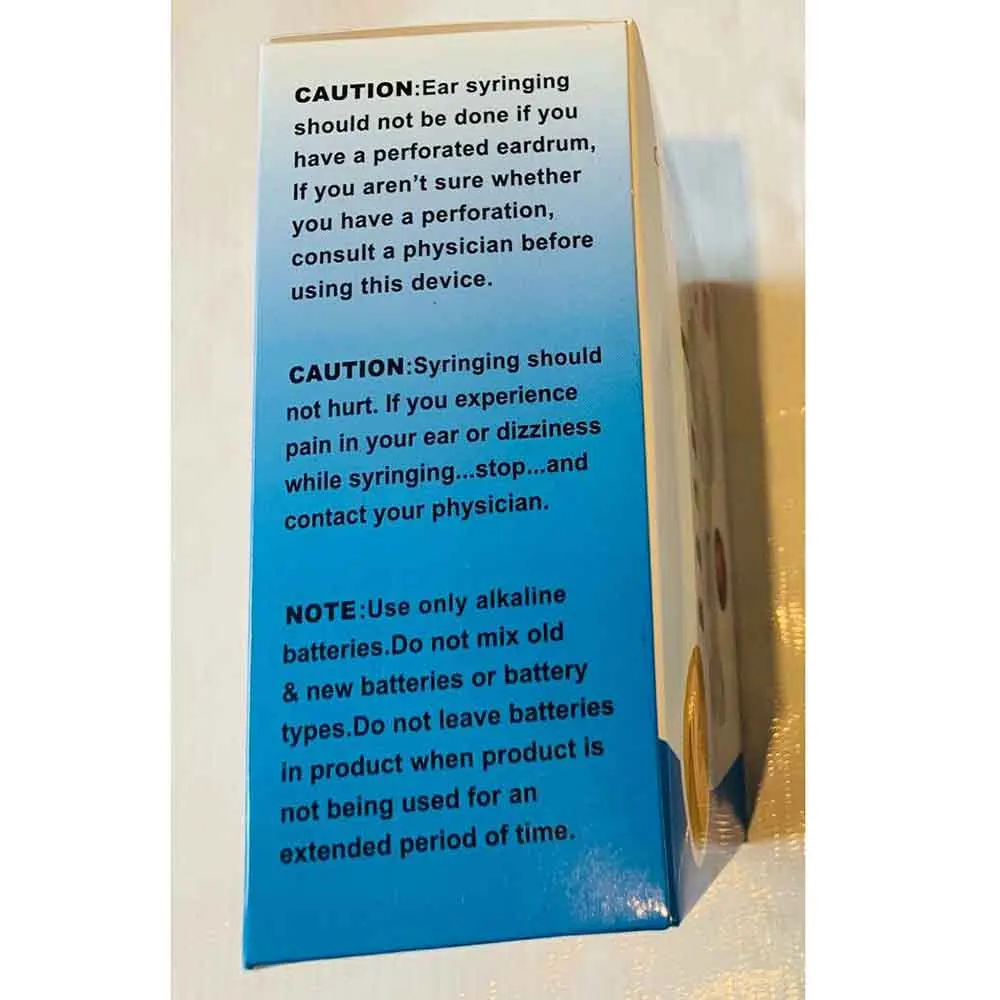 CAUTION:Ear syringing
should not be done if you
have a perforated eardrum,
If you aren't sure whether
you have a perforation,
consult a physician before
using this device.
CAUTION:Syringing should
not hurt. If you experience
pain in your ear or dizziness
while syringing...stop...and
contact your physician.
NOTE:Use only alkaline
batteries.Do not mix old
& new batteries or battery
types.Do not leave batteries
in product when product is
not being used for an
extended period of time.